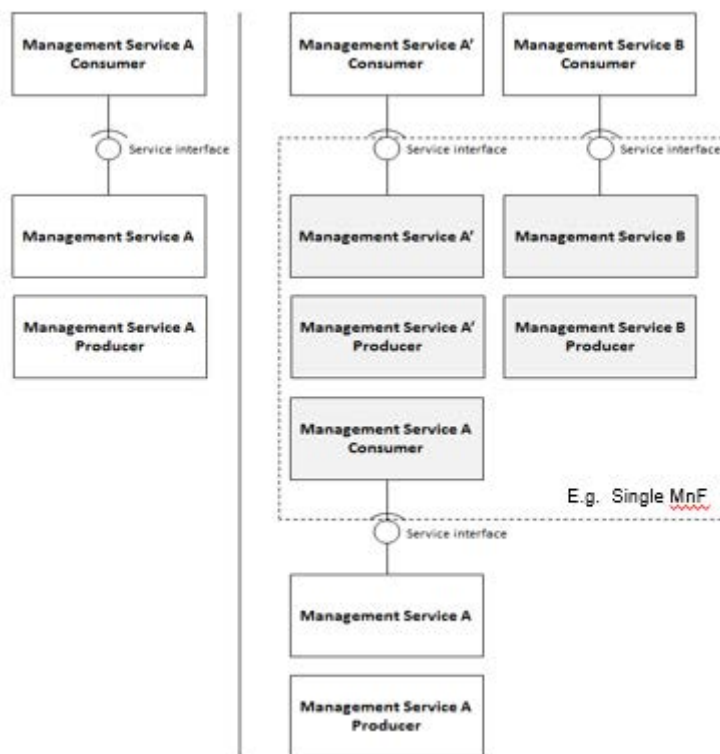 Management Service A
Consumer
Service interface
Management Service A
Management Service A
Producer
Management Service A’
Consumer
Management Service B
Consumer
Service interface
Service interface
Management Service A’
Management Service B
Management Service A’
Producer
Management Service B
Producer
Management Service A
Consumer
E.g. Single MnF
Service interface
Management Service A
Management Service A
Producer